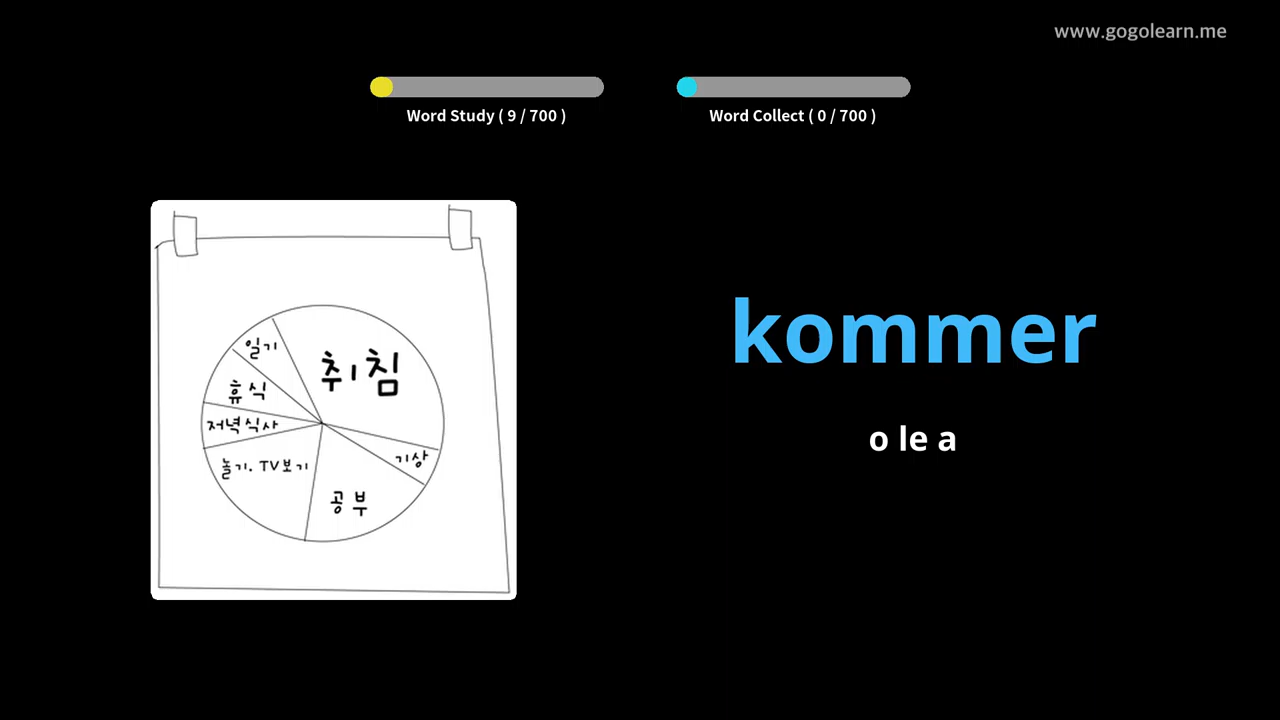 www.gogolearn.me
Word Study ( 9 / 700 )
Word Collect ( 0 / 700 )
일기
취침
휴식
저녁식사
놀기. TV보기
기상
공부
kommer
o le a